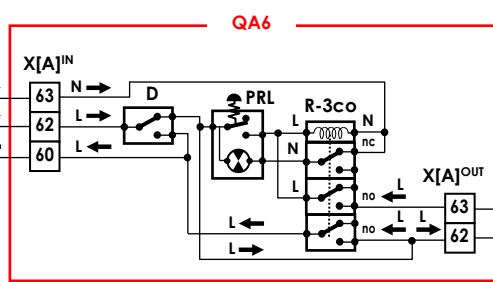 QA6
X[A]IN
D
PRL
R-3co
X[A]OUT
63 N
62 L
60 L
L N
N nc
L
no L
L no L L
L
63
62